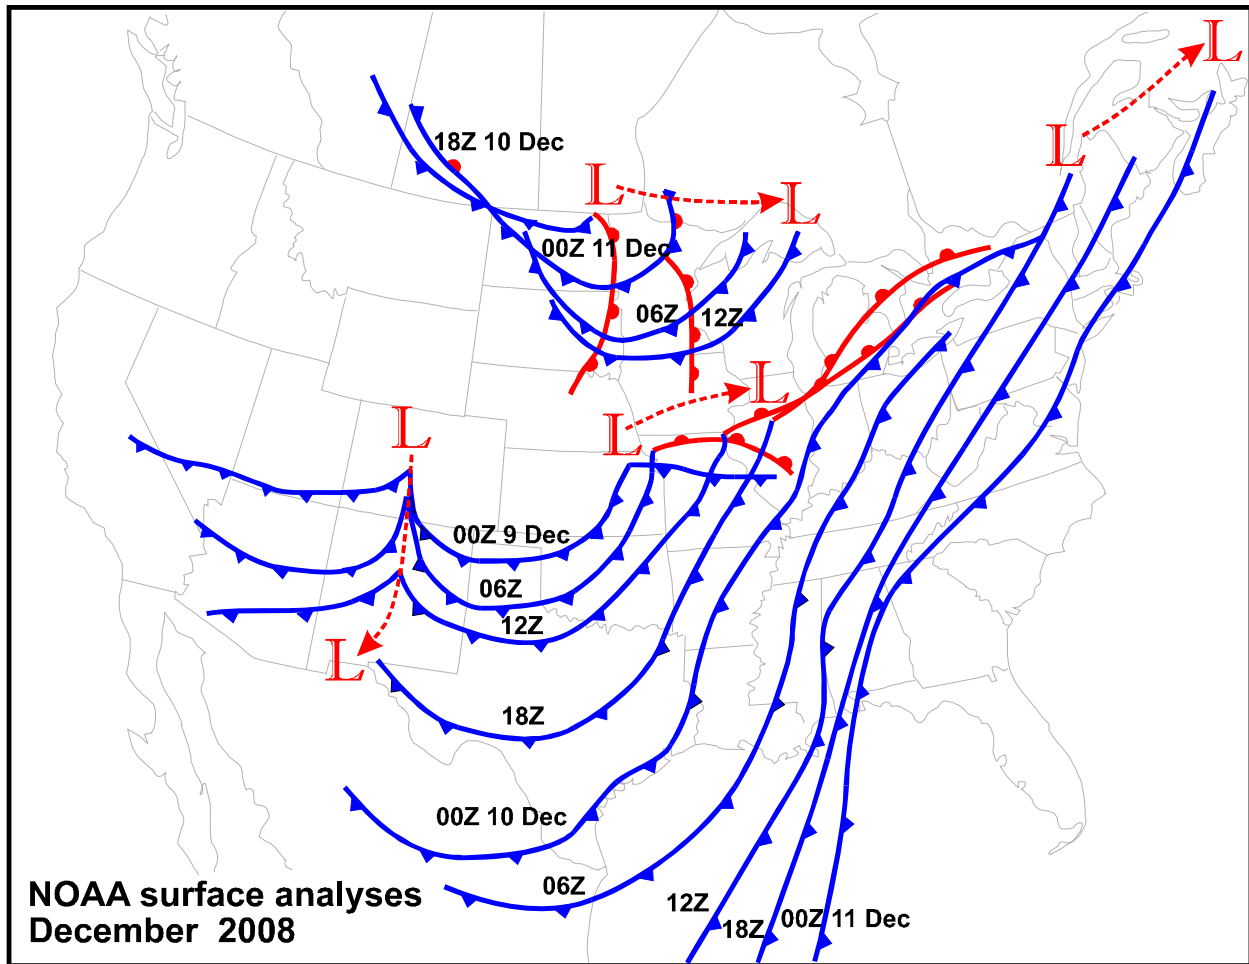 L
L
18Z 10 Dec
L
L
00Z 11 Dec
06Z
12Z
L
L
L
00Z 9 Dec
06Z
12Z
L
18Z
00Z 10 Dec
06Z
12Z
18Z
00Z 11 Dec
NOAA surface analyses
December 2008